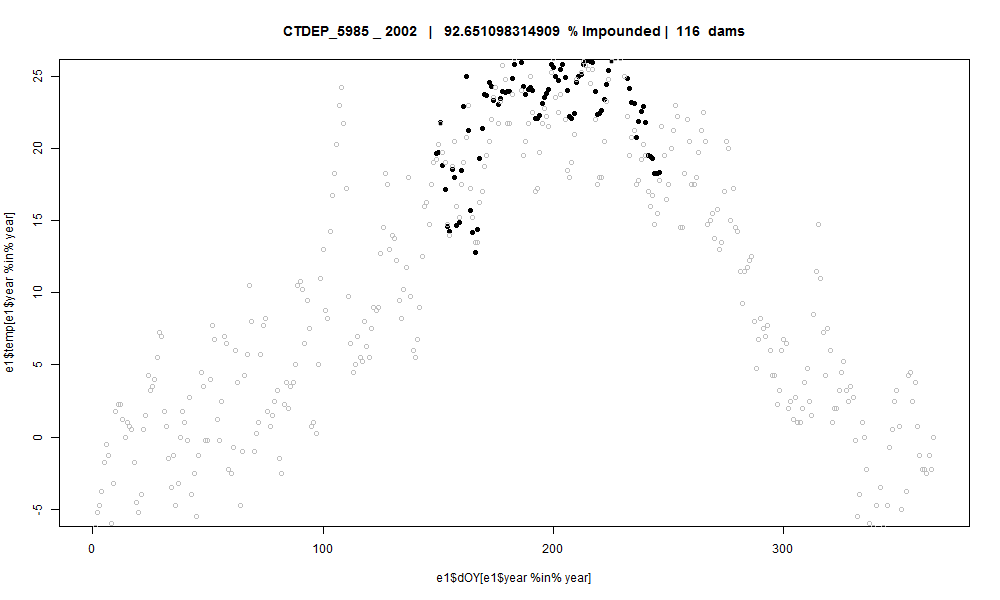 CTDEP_5985 _ 2002 | 92.651098314909 % Impounded | 116 dams
e1$temp[e1$year %in% year]
25
20
15
10
5
0
-5
0 100 200 300
e1$dOY[e1$year %in% year]